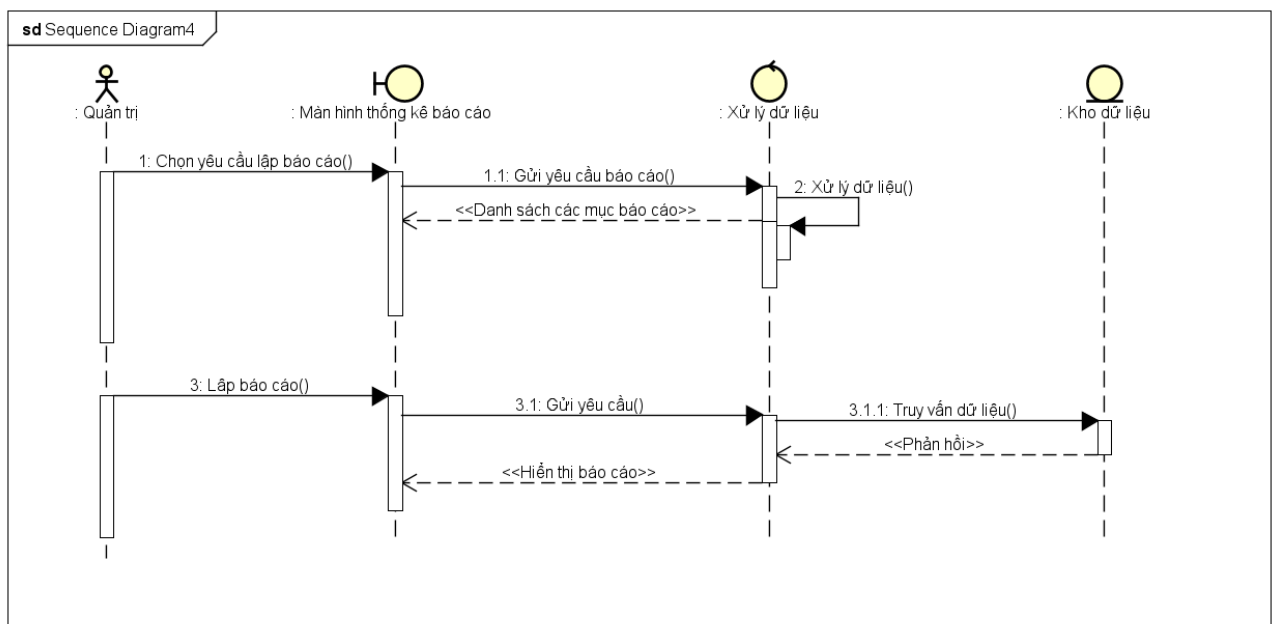 sd Sequence Diagram4
: Quản trị
: Màn hình thống kê báo cáo
: Xử lý dữ liệu
: Kho dữ liệu
1: Chọn yêu cầu lập báo cáo()
1.1: Gửi yêu cầu báo cáo()
2: Xử lý dữ liệu()
<<Danh sách các mục báo cáo>>
3: Lâp báo cáo()
3.1: Gửi yêu cầu()
3.1.1: Truy vấn dữ liệu()
<<Phản hồi>>
<<Hiển thị báo cáo>>